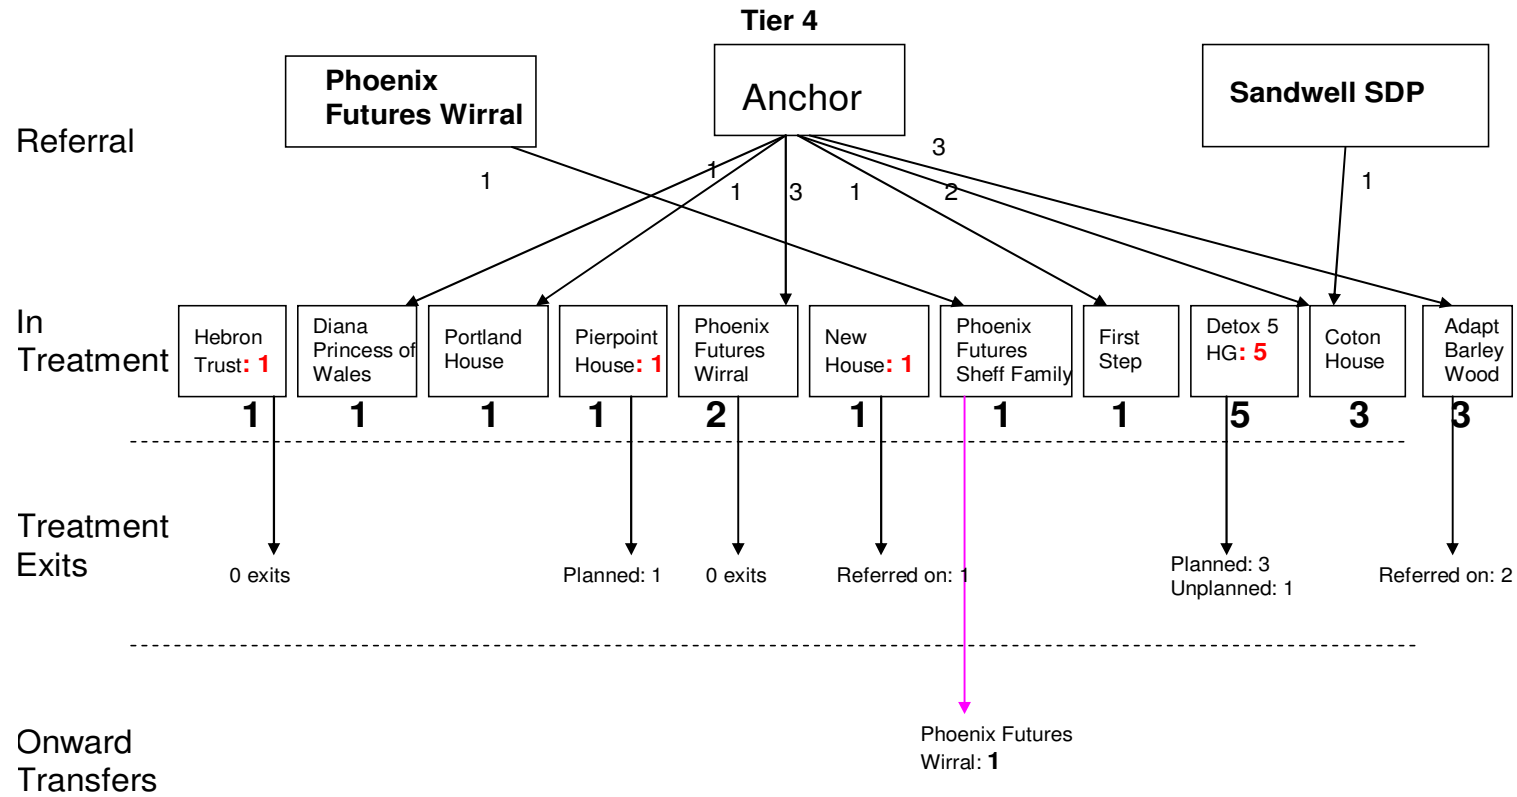 Tier 4
Phoenix
Futures Wirral
Anchor
Sandwell SDP
Referral
1
1
1
3
1
2
3
1
In
Treatment
Hebron
Trust: 1
Diana
Princess of
Wales
Portland
House
Pierpoint
House: 1
Phoenix
Futures
Wirral
New
House: 1
Phoenix
Futures
Sheff Family
First
Step
Detox 5
HG: 5
Coton
House
Adapt
Barley
Wood
1
1
1
1
2
1
1
1
5
3
3
Treatment
Exits
0 exits
Planned: 1
0 exits
Referred on: 1
Planned: 3
Unplanned: 1
Referred on: 2
Onward
Transfers
Phoenix Futures
Wirral: 1